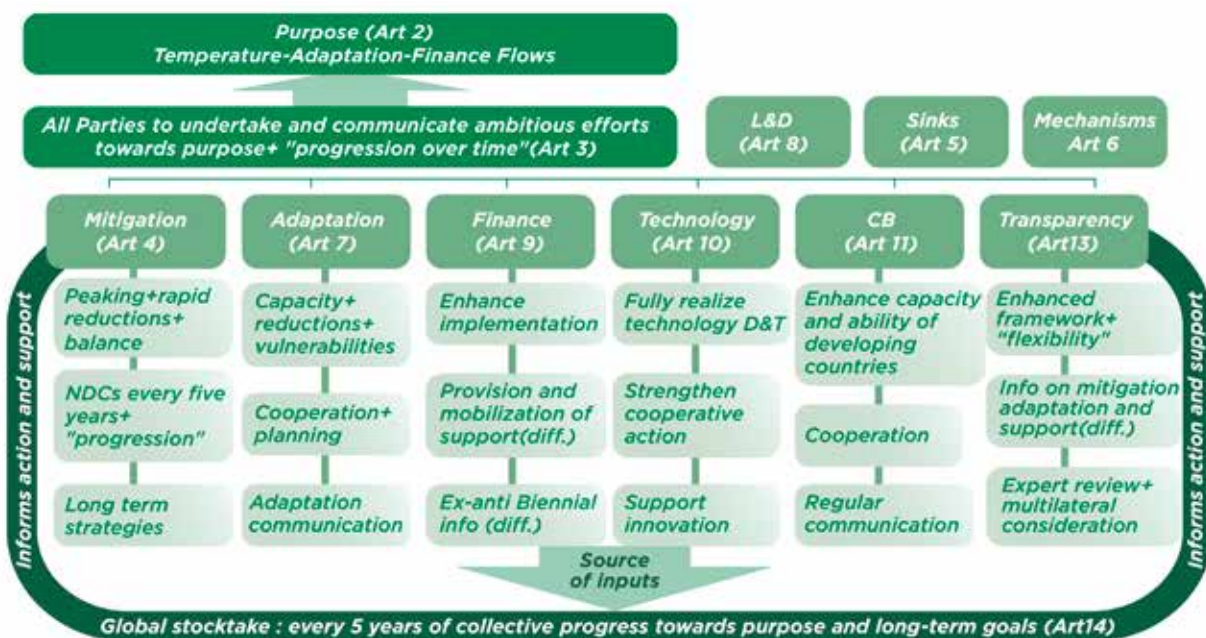 Purpose (Art 2)
Temperature-Adaptation-Finance Flows
All Parties to undertake and communicate ambitious efforts
towards purpose+ "progression over time"(Art 3)
L&D
(Art 8)
Sinks
(Art 5)
Mechanisms
Art 6
Mitigation
(Art 4)
Adaptation
(Art 7)
Finance
(Art 9)
Technology
(Art 10)
CB
(Art 11)
Transparency
(Art13)
Informs action and support
Peaking+rapid
reductions+
balance
NDCs every five
years+
"progression"
Long term
strategies
Capacity+
reductions+
vulnerabilities
Cooperation+
planning
Adaptation
communication
Enhance
implementation
Provision and
mobilization of
support(diff.)
Ex-anti Biennial
info (diff.)
Fully realize
technology D&T
Strengthen
cooperative
action
Support
innovation
Enhance capacity
and ability of
developing
countries
Cooperation
Regular
communication
Enhanced
framework+
"flexibility"
Info on mitigation
adaptation and
support(diff.)
Expert review+
multilateral
consideration
Informs action and support
Source
of inputs
Global stocktake : every 5 years of collective progress towards purpose and long-term goals (Art14)